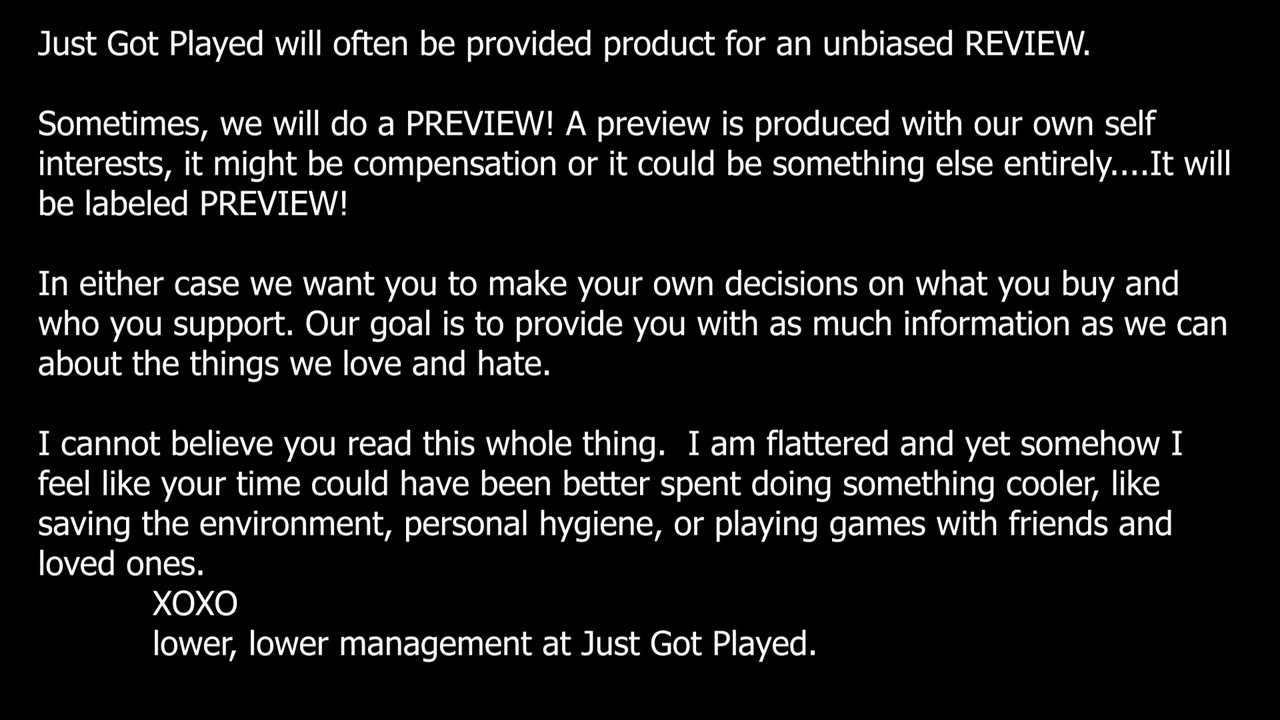 Just Got Played will often be provided product for an unbiased REVIEW.
Sometimes, we will do a PREVIEW! A preview is produced with our own self
interests, it might be compensation or it could be something else entirely....It will
be labeled PREVIEW!
In either case we want you to make your own decisions on what you buy and
who you support. Our goal is to provide you with as much information as we can
about the things we love and hate.
I cannot believe you read this whole thing.  I am flattered and yet somehow I
feel like your time could have been better spent doing something cooler, like
saving the environment, personal hygiene, or playing games with friends and
loved ones.
XOXO
lower, lower management at Just Got Played.